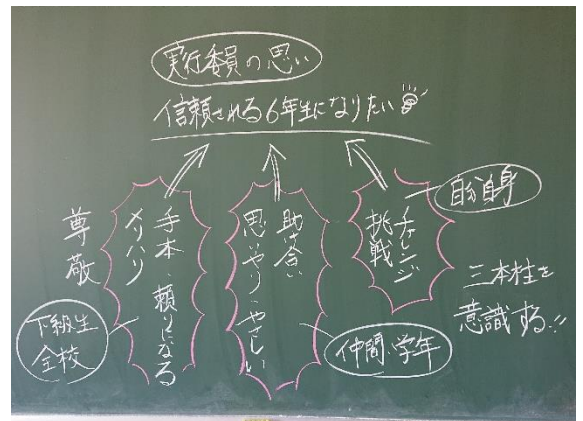 実行委員の思い
信頼される6年生になりたい
自分自身
チャレンジ
挑戦
三本柱を
意識する!!
助け合い
思いやり・やさしい
仲間・学年
手本・頼りになる
メリハリ
尊敬
下級生
全校